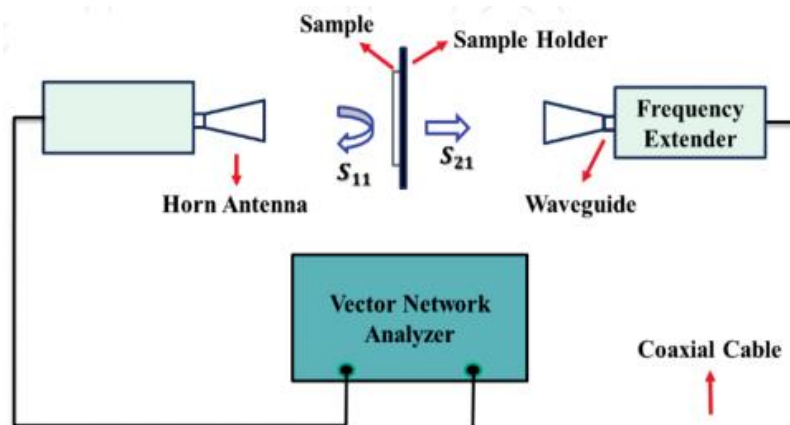 Sample
Sample Holder
Frequency
Extender
S₁₁
S₂₁
Horn Antenna
Waveguide
Vector Network
Analyzer
Coaxial Cable